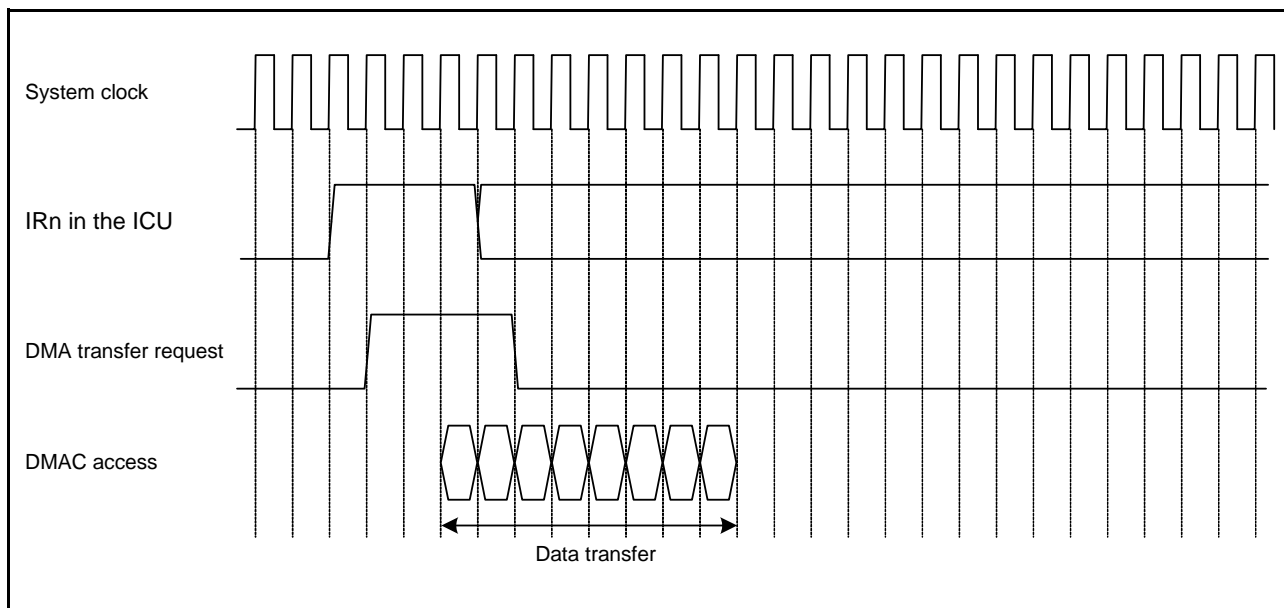 System clock
IRn in the ICU
DMA transfer request
DMAC access
Data transfer